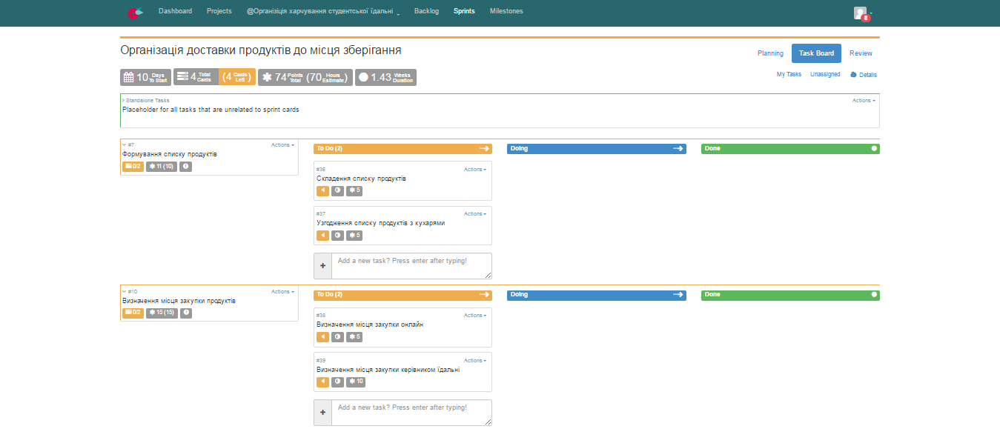 Dashboard Projects @Організіція харчування студентської їдальні Backlog Sprints Milestones
8
Організація доставки продуктів до місця зберігання
Planning Task Board Review
10 Days To Start 4 Total Cards (4 Cards Left) 74 Points Total (70 Hours Estimate) 1.43 Weeks Duration
My Tasks Unassigned Details
Standalone Tasks Actions
Placeholder for all tasks that are unrelated to sprint cards
#7 Actions
Формування списку продуктів
0/2 11 (10)
To Do (2) Doing Done
#36 Actions
Складення списку продуктів
5
#37 Actions
Узгодження списку продуктів з кухарями
5
Add a new task? Press enter after typing!
#10 Actions
Визначення місця закупки продуктів
0/2 15 (15)
To Do (2) Doing Done
#38 Actions
Визначення місця закупки онлайн
5
#39 Actions
Визначення місця закупки керівником їдальні
10
Add a new task? Press enter after typing!